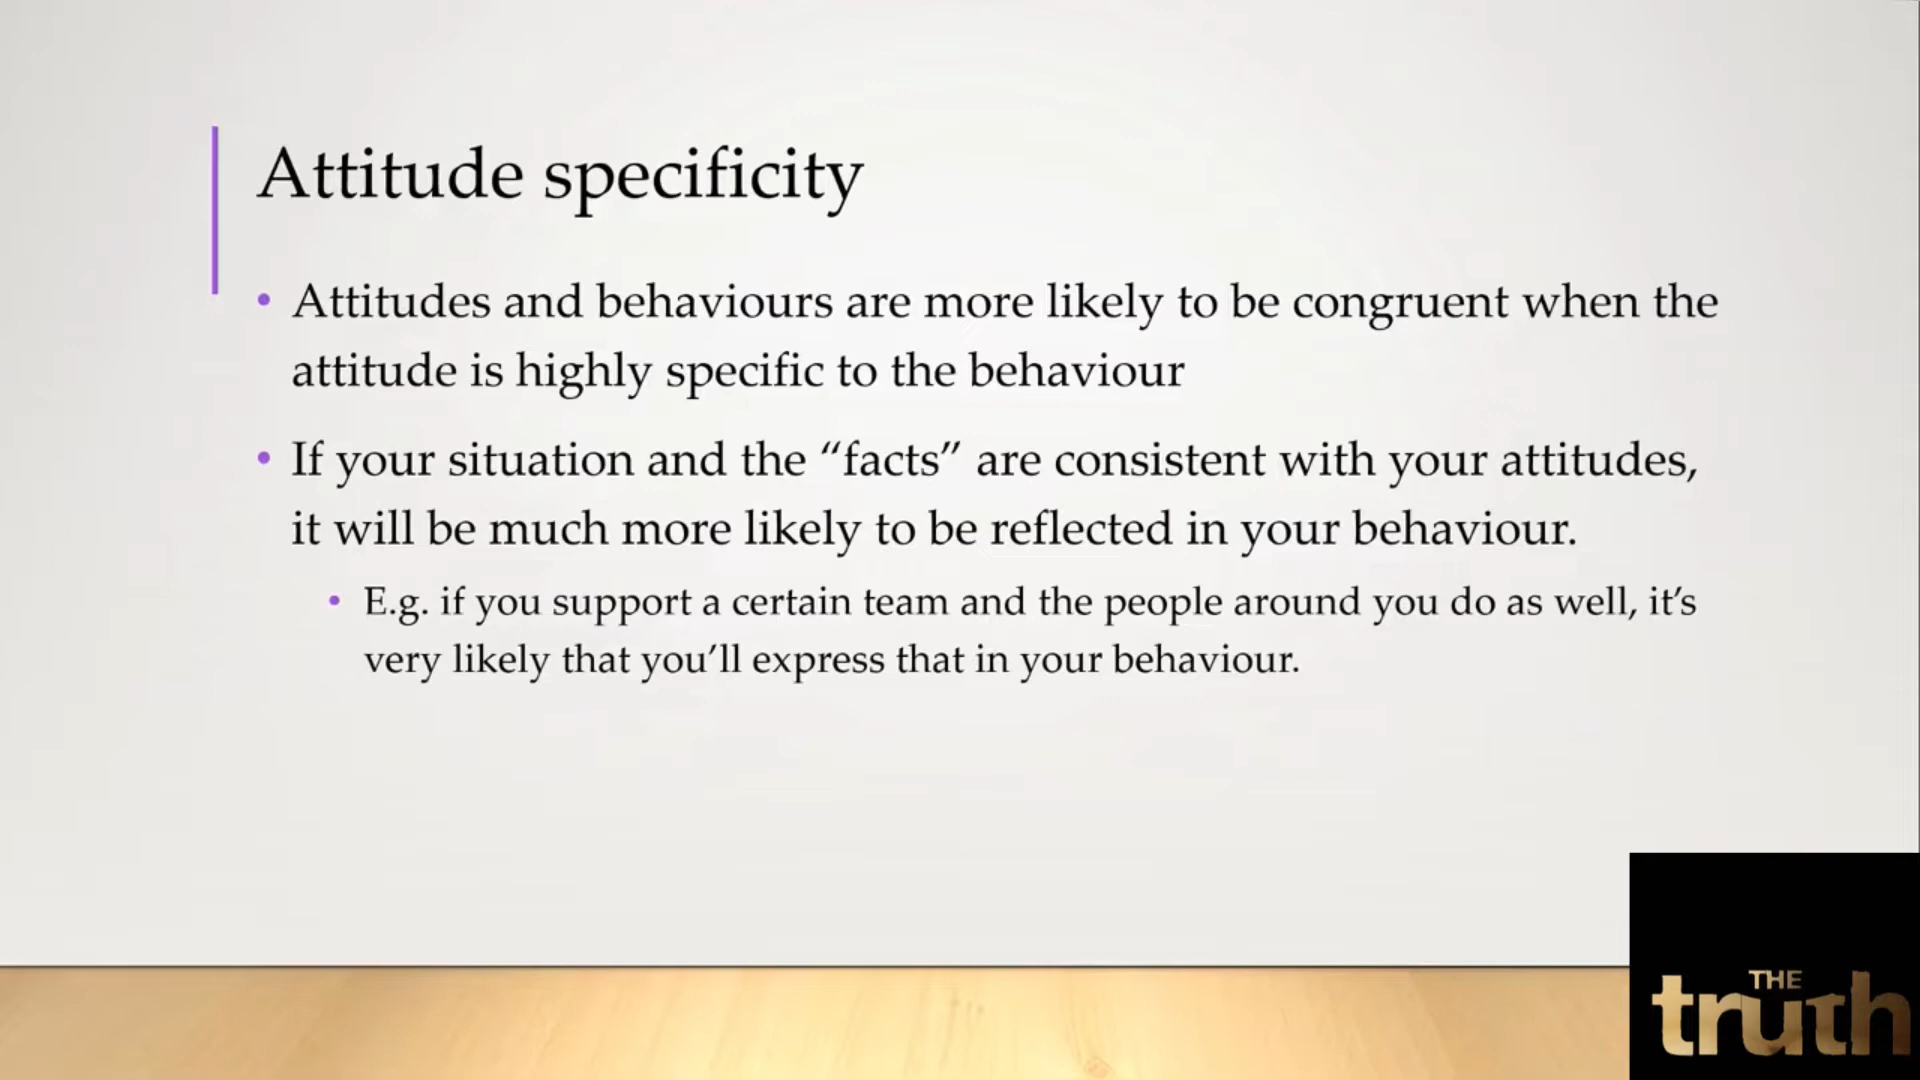 Attitude specificity
• Attitudes and behaviours are more likely to be congruent when the
attitude is highly specific to the behaviour
• If your situation and the “facts” are consistent with your attitudes,
it will be much more likely to be reflected in your behaviour.
• E.g. if you support a certain team and the people around you do as well, it’s
very likely that you’ll express that in your behaviour.
THE
truth